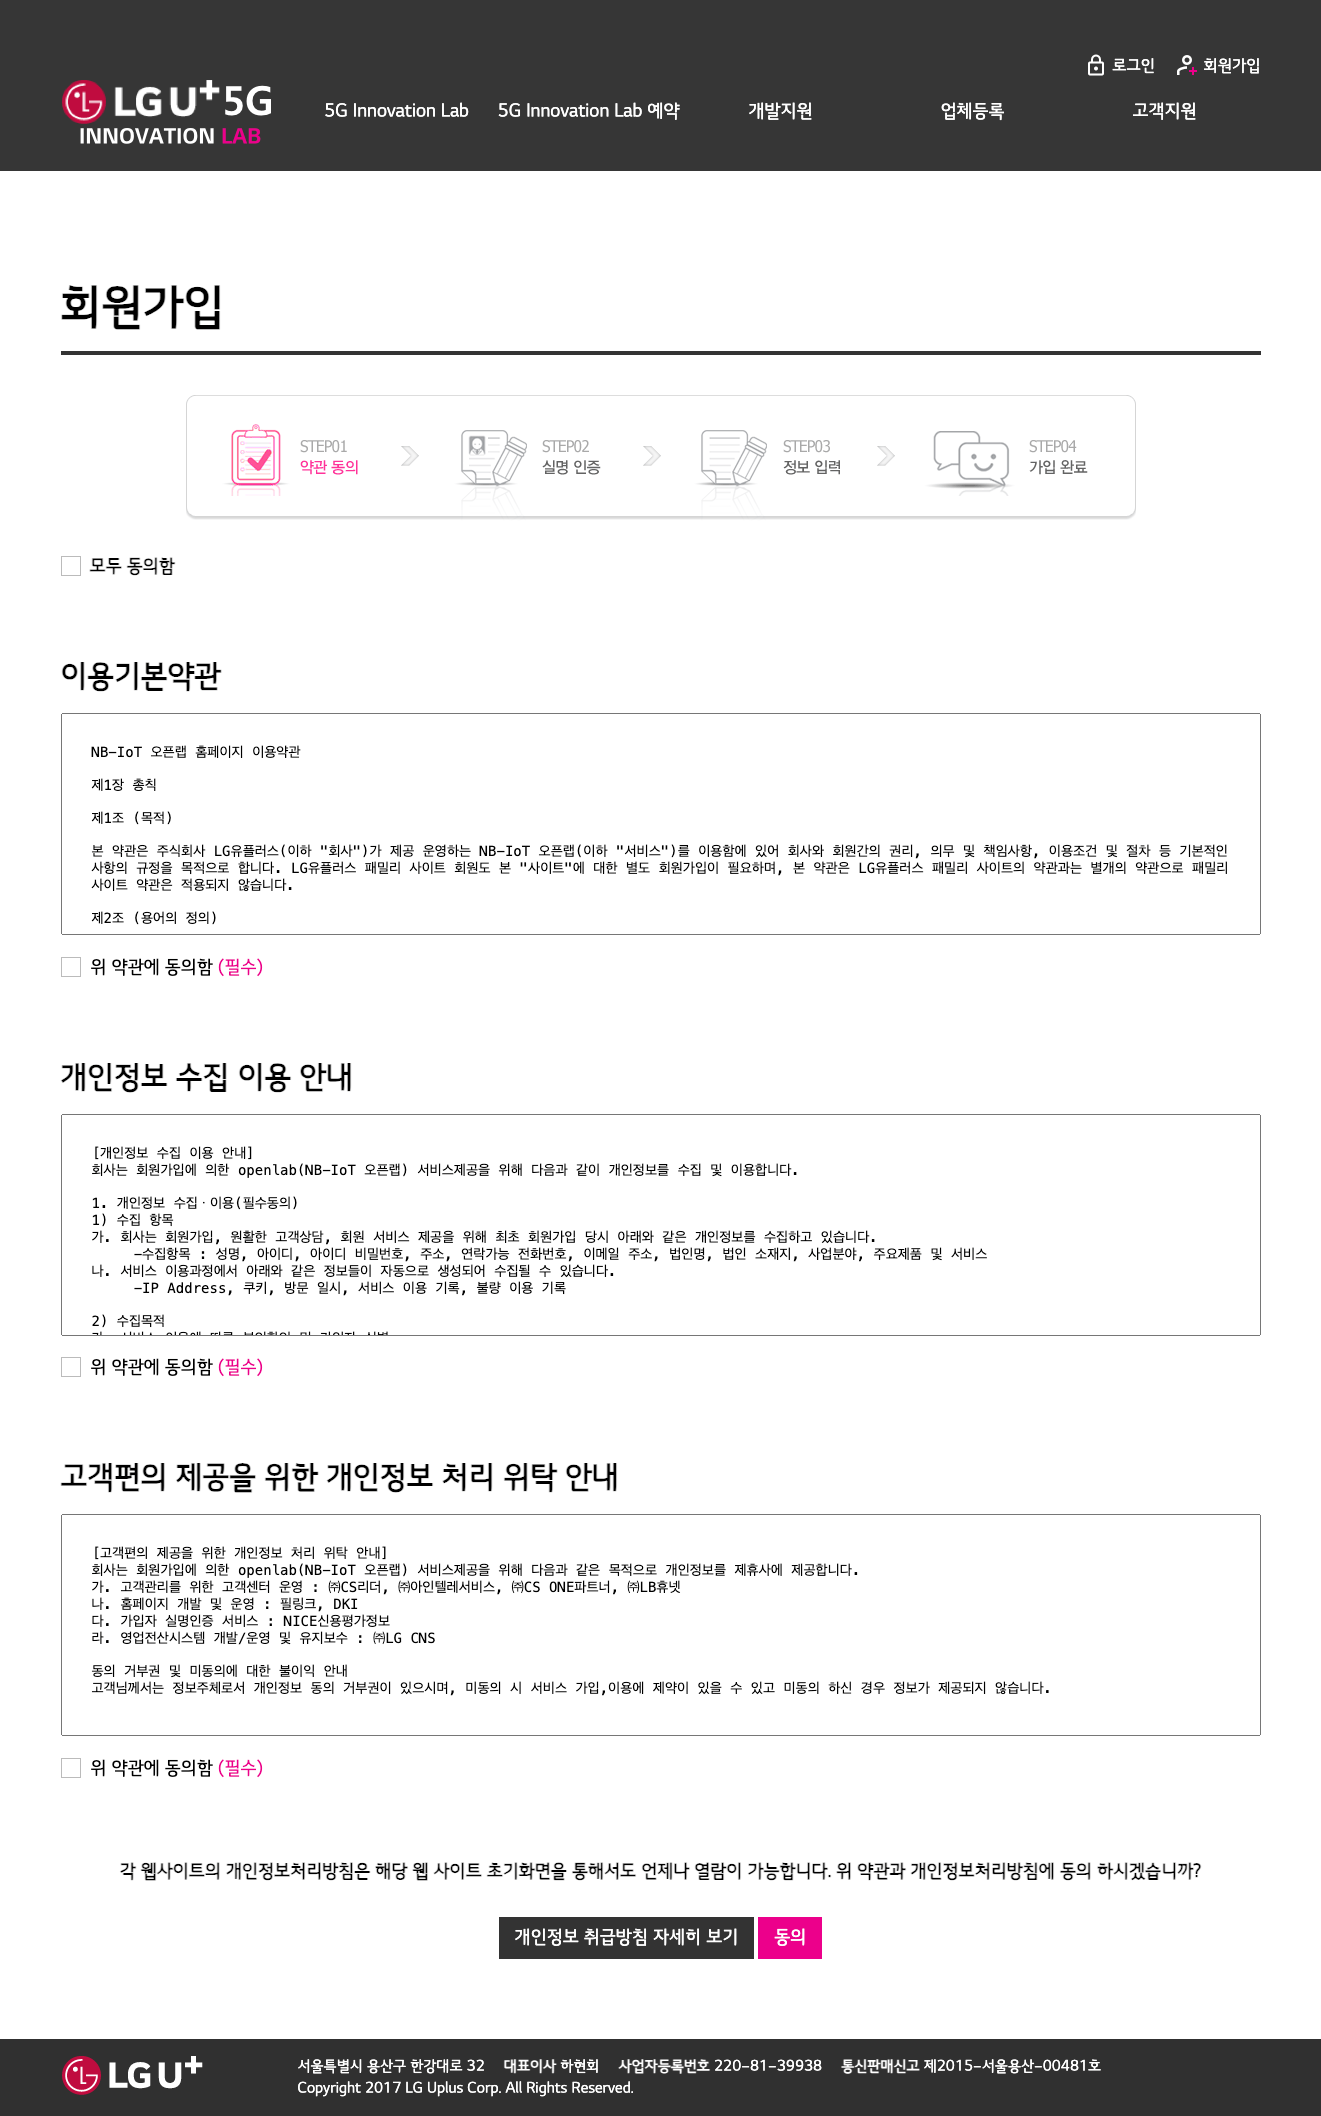 로그인 회원가입
LG U+ 5G
INNOVATION LAB
5G Innovation Lab 5G Innovation Lab 예약 개발지원 업체등록 고객지원
회원가입
STEP01
약관 동의
STEP02
실명 인증
STEP03
정보 입력
STEP04
가입 완료
모두 동의함
이용기본약관
NB-IoT 오픈랩 홈페이지 이용약관
제1장 총칙
제1조 (목적)
본 약관은 주식회사 LG유플러스(이하 "회사")가 제공 운영하는 NB-IoT 오픈랩(이하 "서비스")를 이용함에 있어 회사와 회원간의 권리, 의무 및 책임사항, 이용조건 및 절차 등 기본적인
사항의 규정을 목적으로 합니다. LG유플러스 패밀리 사이트 회원도 본 "사이트"에 대한 별도 회원가입이 필요하며, 본 약관은 LG유플러스 패밀리 사이트의 약관과는 별개의 약관으로 패밀리
사이트 약관은 적용되지 않습니다.
제2조 (용어의 정의)
위 약관에 동의함 (필수)
개인정보 수집 이용 안내
[개인정보 수집 이용 안내]
회사는 회원가입에 의한 openlab(NB-IoT 오픈랩) 서비스제공을 위해 다음과 같이 개인정보를 수집 및 이용합니다.
1. 개인정보 수집·이용(필수동의)
1) 수집 항목
가. 회사는 회원가입, 원활한 고객상담, 회원 서비스 제공을 위해 최초 회원가입 당시 아래와 같은 개인정보를 수집하고 있습니다.
-수집항목 : 성명, 아이디, 아이디 비밀번호, 주소, 연락가능 전화번호, 이메일 주소, 법인명, 법인 소재지, 사업분야, 주요제품 및 서비스
나. 서비스 이용과정에서 아래와 같은 정보들이 자동으로 생성되어 수집될 수 있습니다.
-IP Address, 쿠키, 방문 일시, 서비스 이용 기록, 불량 이용 기록
2) 수집목적
위 약관에 동의함 (필수)
고객편의 제공을 위한 개인정보 처리 위탁 안내
[고객편의 제공을 위한 개인정보 처리 위탁 안내]
회사는 회원가입에 의한 openlab(NB-IoT 오픈랩) 서비스제공을 위해 다음과 같은 목적으로 개인정보를 제휴사에 제공합니다.
가. 고객관리를 위한 고객센터 운영 : ㈜CS리더, ㈜아인텔레서비스, ㈜CS ONE파트너, ㈜LB휴넷
나. 홈페이지 개발 및 운영 : 필링크, DKI
다. 가입자 실명인증 서비스 : NICE신용평가정보
라. 영업전산시스템 개발/운영 및 유지보수 : ㈜LG CNS
동의 거부권 및 미동의에 대한 불이익 안내
고객님께서는 정보주체로서 개인정보 동의 거부권이 있으시며, 미동의 시 서비스 가입,이용에 제약이 있을 수 있고 미동의 하신 경우 정보가 제공되지 않습니다.
위 약관에 동의함 (필수)
각 웹사이트의 개인정보처리방침은 해당 웹 사이트 초기화면을 통해서도 언제나 열람이 가능합니다. 위 약관과 개인정보처리방침에 동의 하시겠습니까?
개인정보 취급방침 자세히 보기 동의
LG U+
서울특별시 용산구 한강대로 32 대표이사 하현회 사업자등록번호 220-81-39938 통신판매신고 제2015-서울용산-00481호
Copyright 2017 LG Uplus Corp. All Rights Reserved.